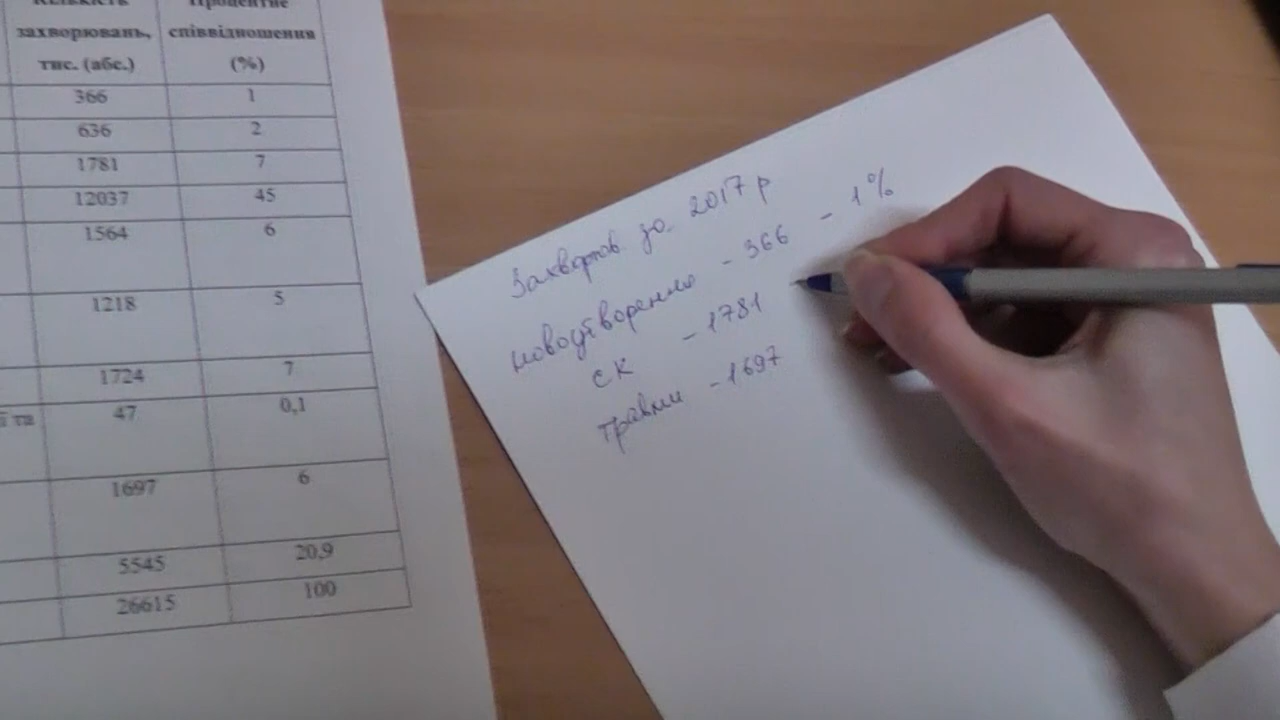 Кількість Процентне
захворювань, співвідношення
тис. (абс.) (%)
366 1
636 2
1781 7
12037 45
1564 6
1218 5
1724 7
ії та 47 0,1
1697 6
5545 20,9
26615 100
до. 2017 р
новоутворення - 366 - 1%
СК - 1781
травми - 1697